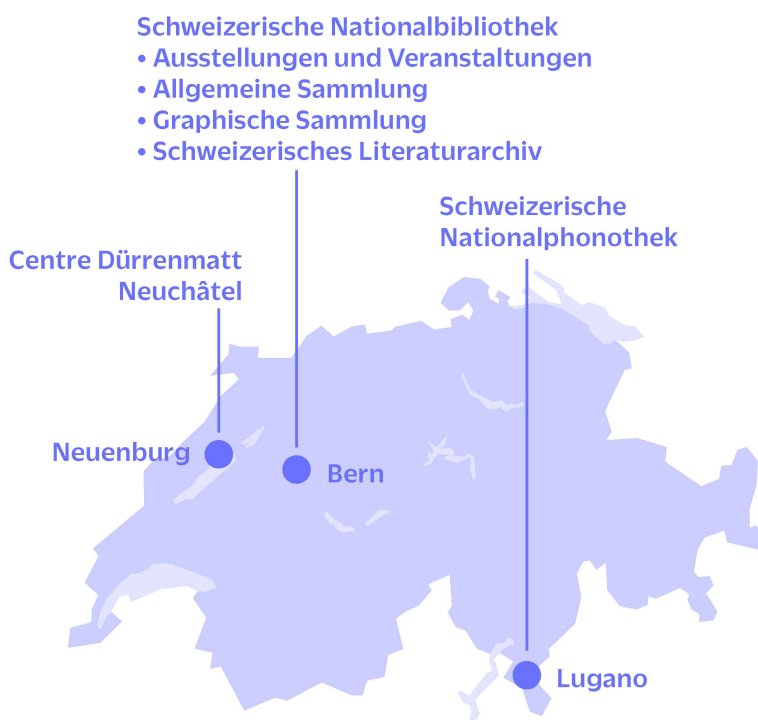 Schweizerische Nationalbibliothek
• Ausstellungen und Veranstaltungen
• Allgemeine Sammlung
• Graphische Sammlung
• Schweizerisches Literaturarchiv
Schweizerische
Nationalphonothek
Centre Dürrenmatt
Neuchâtel
Neuenburg
Bern
Lugano